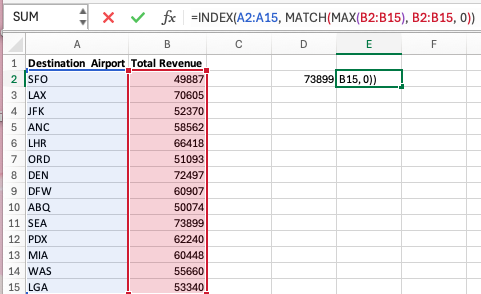 SUM fx =INDEX(A2:A15, MATCH(MAX(B2:B15), B2:B15, 0))
A B C D E F
1 Destination Airport Total Revenue
2 SFO 49887 73899 B15, 0))
3 LAX 70605
4 JFK 52370
5 ANC 58562
6 LHR 66418
7 ORD 51093
8 DEN 72497
9 DFW 60907
10 ABQ 50074
11 SEA 73899
12 PDX 62240
13 MIA 60448
14 WAS 55660
15 LGA 53340